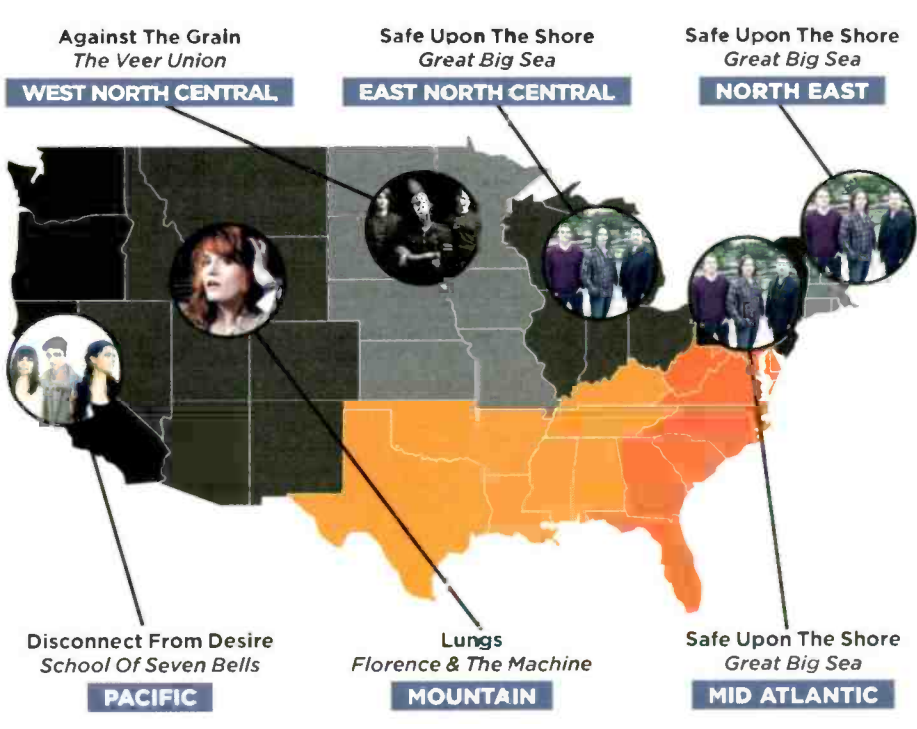 Against The Grain
The Veer Union
WEST NORTH CENTRAL
Safe Upon The Shore
Great Big Sea
EAST NORTH CENTRAL
Safe Upon The Shore
Great Big Sea
NORTH EAST
Disconnect From Desire
School Of Seven Bells
PACIFIC
Lungs
Florence & The Machine
MOUNTAIN
Safe Upon The Shore
Great Big Sea
MID ATLANTIC